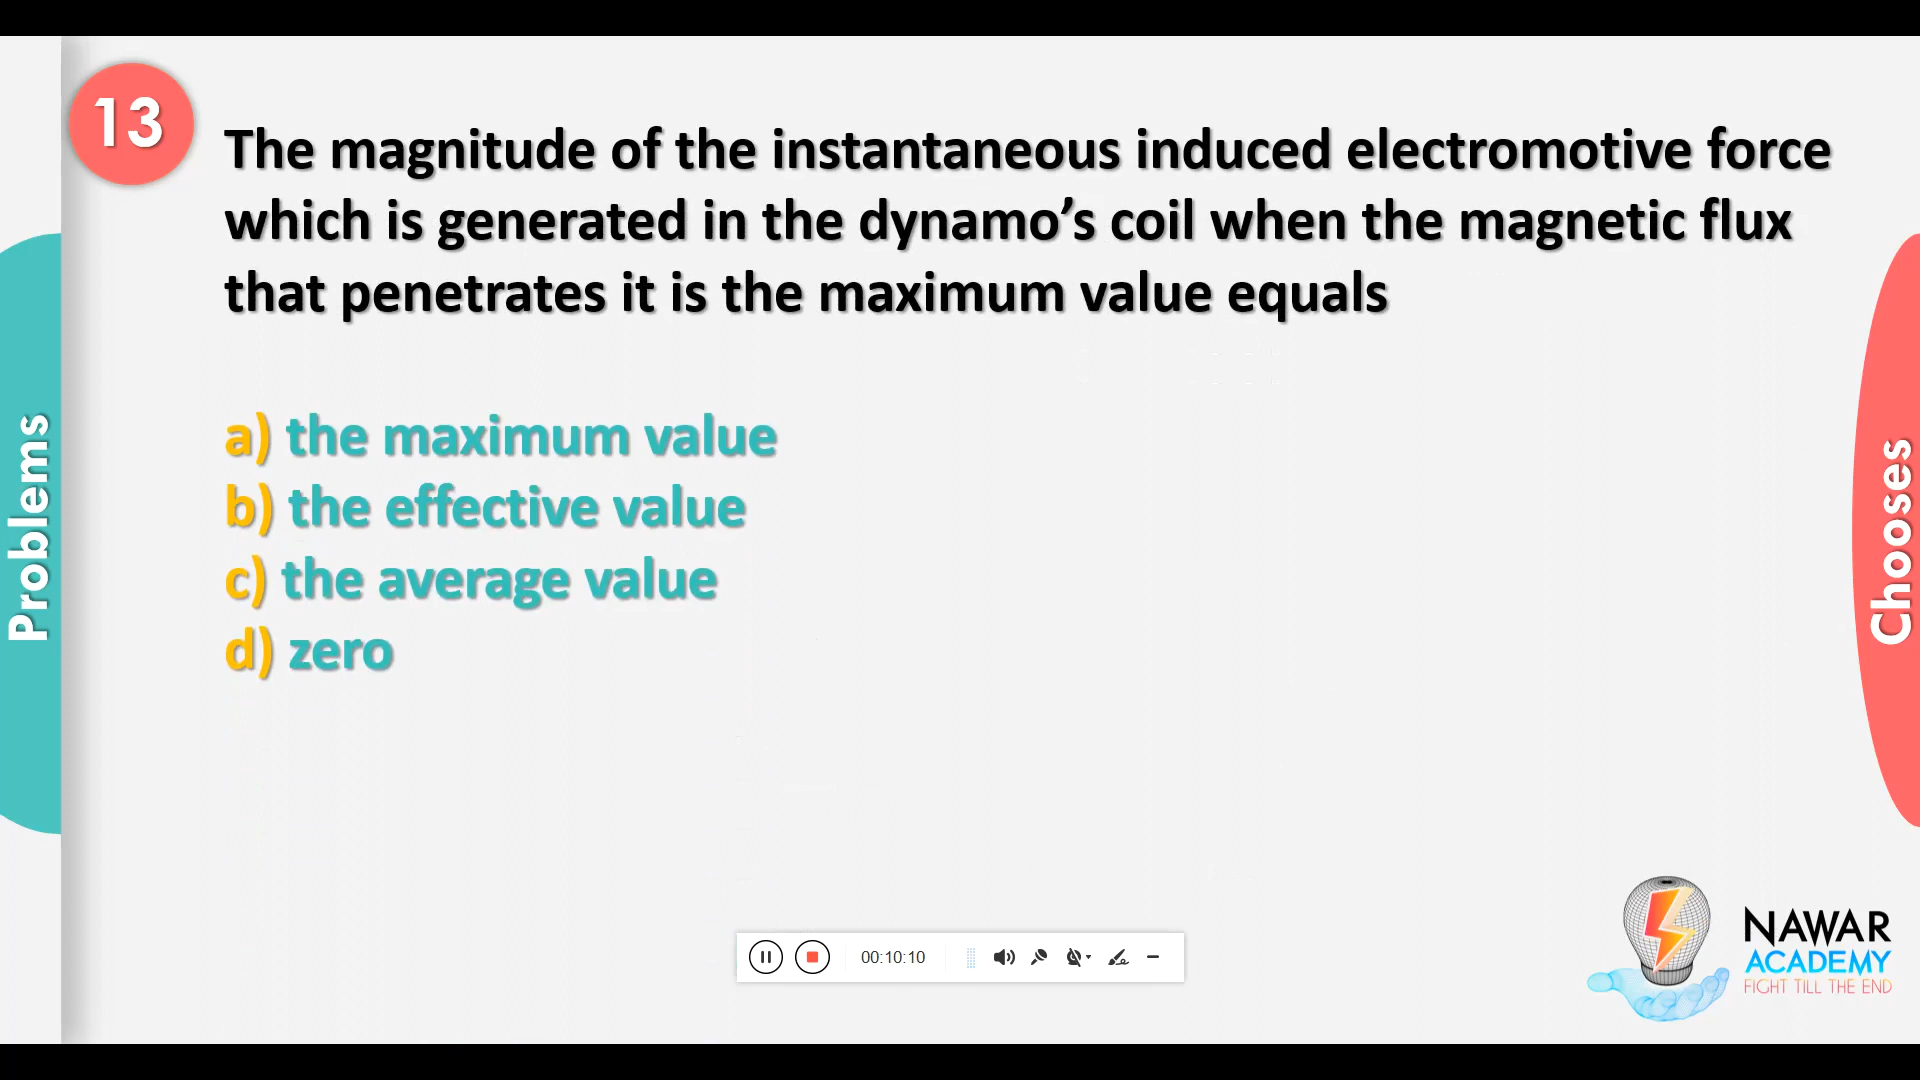 13
The magnitude of the instantaneous induced electromotive force
which is generated in the dynamo’s coil when the magnetic flux
that penetrates it is the maximum value equals
a) the maximum value
b) the effective value
c) the average value
d) zero
Problems
Chooses
00:10:10
NAWAR
ACADEMY
FIGHT TILL THE END